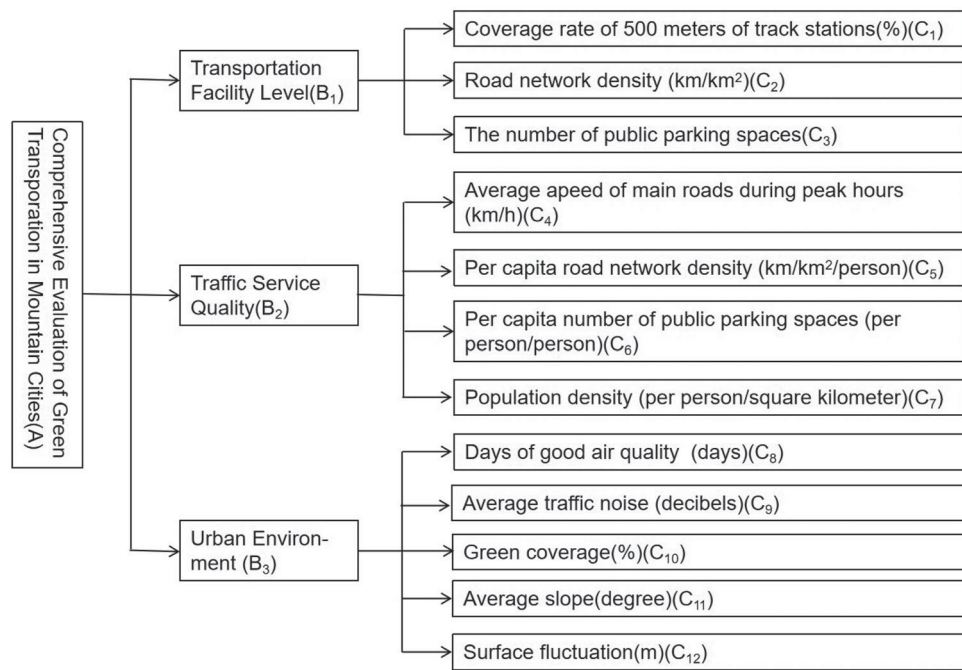 Comprehensive Evaluation of Green
Transporation in Mountain Cities(A)
Transportation
Facility Level(B₁)
Coverage rate of 500 meters of track stations(%)(C₁)
Road network density (km/km²)(C₂)
The number of public parking spaces(C₃)
Traffic Service
Quality(B₂)
Average apeed of main roads during peak hours
(km/h)(C₄)
Per capita road network density (km/km²/person)(C₅)
Per capita number of public parking spaces (per
person/person)(C₆)
Population density (per person/square kilometer)(C₇)
Urban Environ-
ment (B₃)
Days of good air quality (days)(C₈)
Average traffic noise (decibels)(C₉)
Green coverage(%)(C₁₀)
Average slope(degree)(C₁₁)
Surface fluctuation(m)(C₁₂)